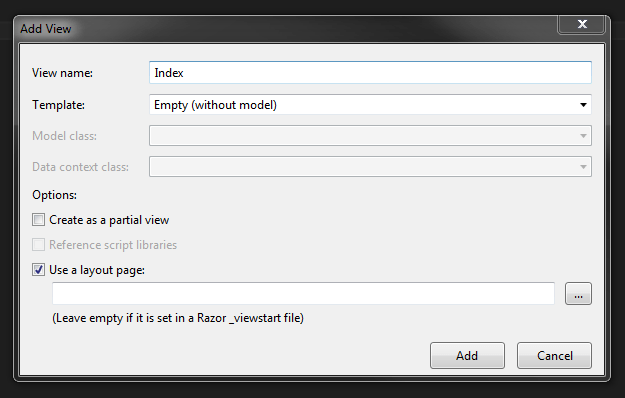 Add View
View name: Index
Template: Empty (without model)
Model class:
Data context class:
Options:
Create as a partial view
Reference script libraries
Use a layout page:
...
(Leave empty if it is set in a Razor _viewstart file)
Add Cancel